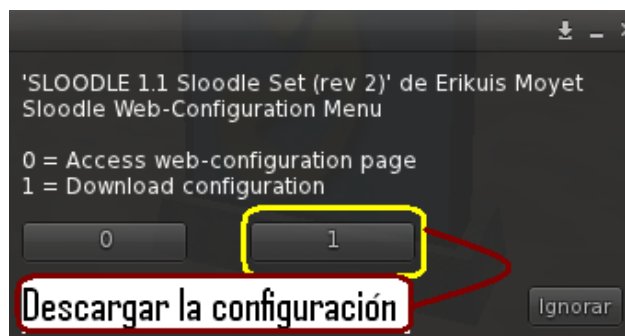 'SLOODLE 1.1 Sloodle Set (rev 2)' de Erikuis Moyet
Sloodle Web-Configuration Menu
0 = Access web-configuration page
1 = Download configuration
0
1
Descargar la configuración
Ignorar